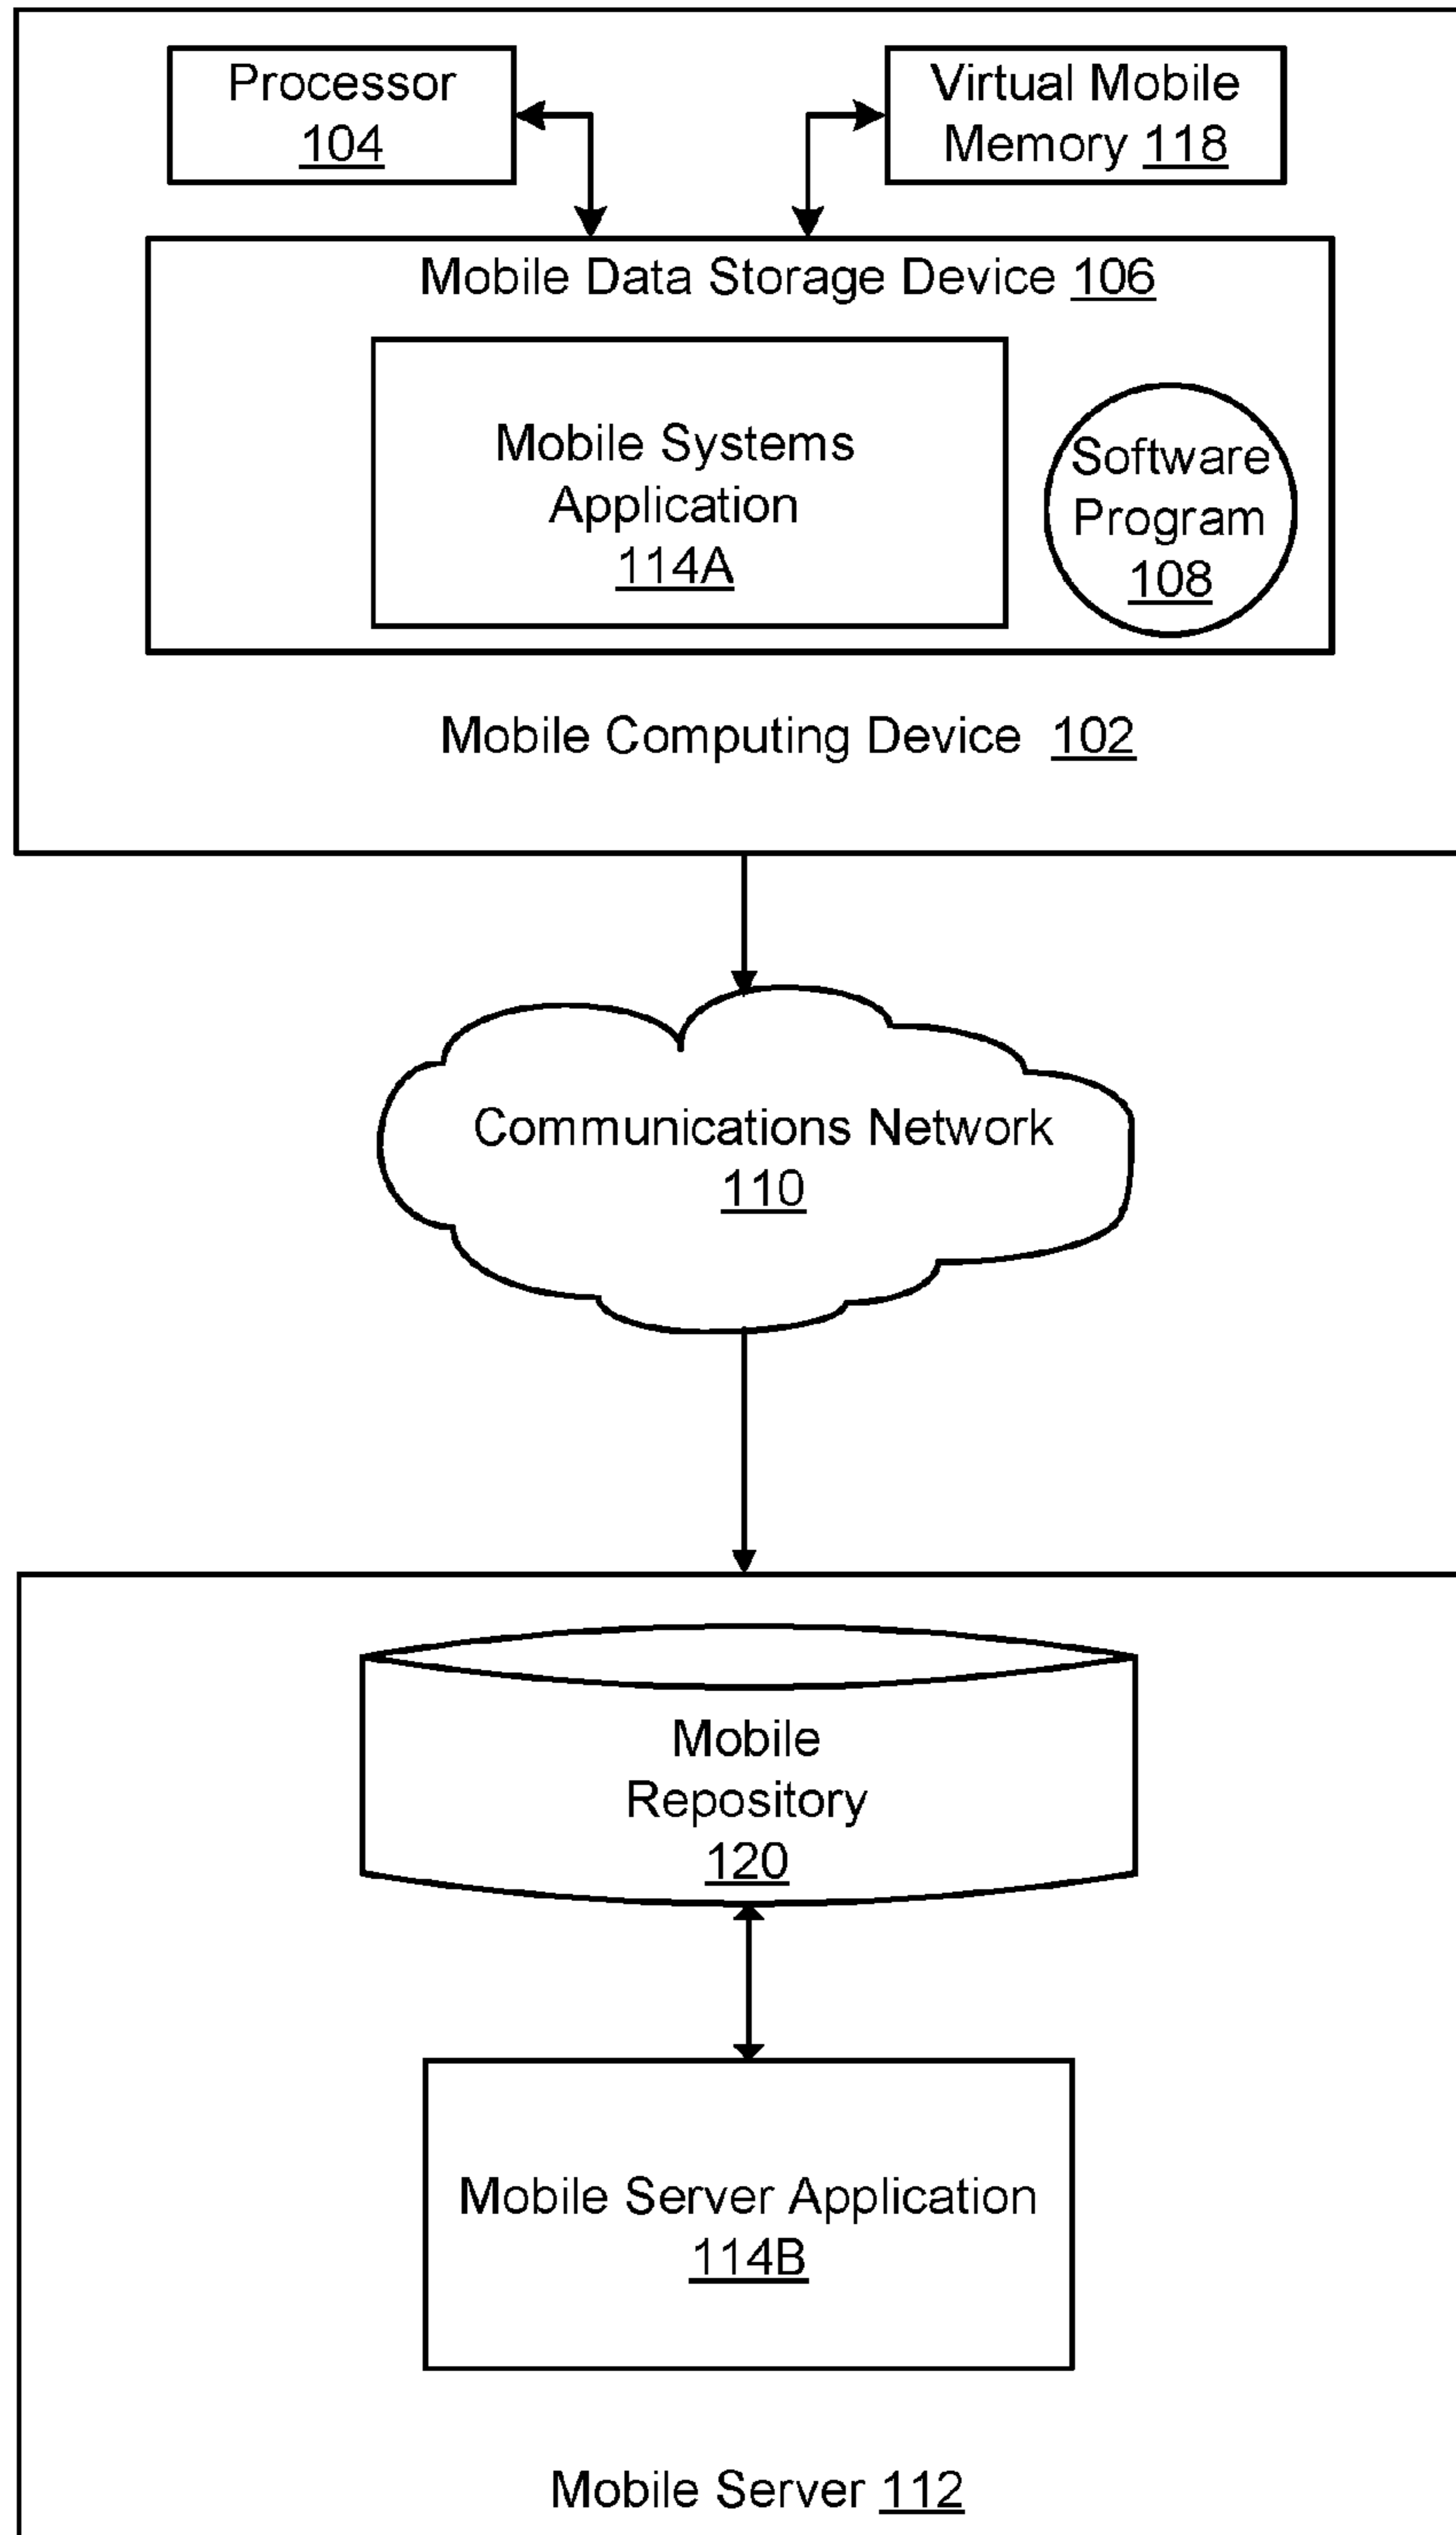 Processor
104
Virtual Mobile
Memory 118
Mobile Data Storage Device 106
Mobile Systems
Application
114A
Software
Program
108
Mobile Computing Device 102
Communications Network
110
Mobile
Repository
120
Mobile Server Application
114B
Mobile Server 112